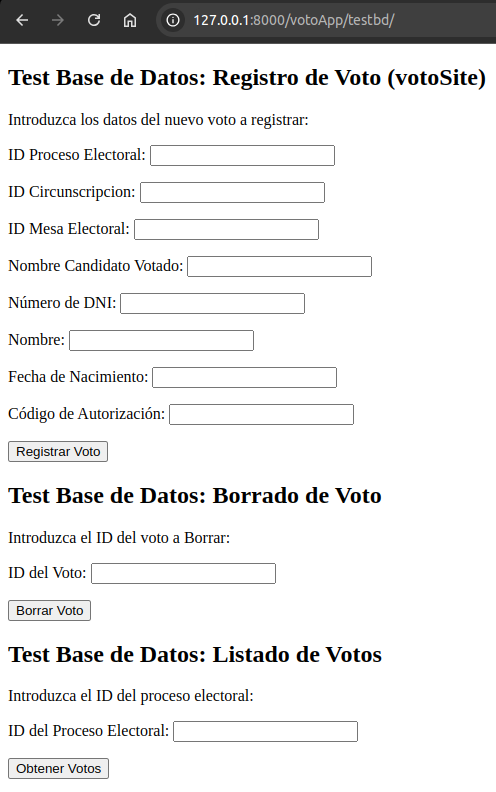 127.0.0.1:8000/votoApp/testbd/
Test Base de Datos: Registro de Voto (votoSite)
Introduzca los datos del nuevo voto a registrar:
ID Proceso Electoral:
ID Circunscripcion:
ID Mesa Electoral:
Nombre Candidato Votado:
Número de DNI:
Nombre:
Fecha de Nacimiento:
Código de Autorización:
Registrar Voto
Test Base de Datos: Borrado de Voto
Introduzca el ID del voto a Borrar:
ID del Voto:
Borrar Voto
Test Base de Datos: Listado de Votos
Introduzca el ID del proceso electoral:
ID del Proceso Electoral:
Obtener Votos